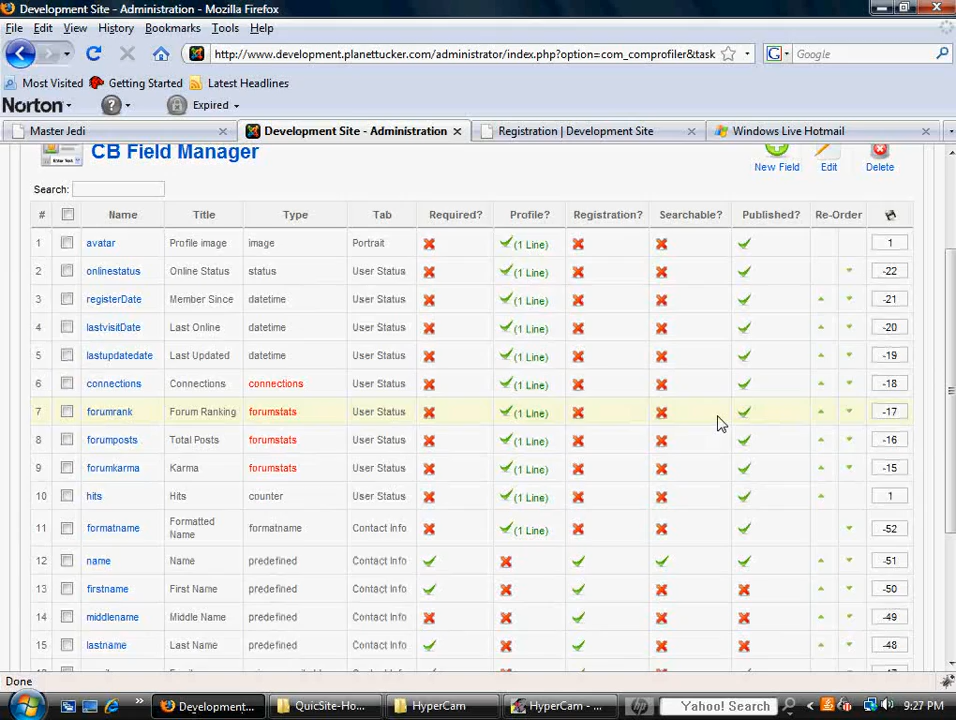 Development Site - Administration - Mozilla Firefox
File Edit View History Bookmarks Tools Help
http://www.development.planettucker.com/administrator/index.php?option=com_comprofiler&task
Google
Most Visited Getting Started Latest Headlines
Norton Expired
Master Jedi
Development Site - Administration
Registration | Development Site
Windows Live Hotmail
CB Field Manager
New Field Edit Delete
Search:
# Name Title Type Tab Required? Profile? Registration? Searchable? Published? Re-Order
1 avatar Profile image image Portrait (1 Line) 1
2 onlinestatus Online Status status User Status (1 Line) -22
3 registerDate Member Since datetime User Status (1 Line) -21
4 lastvisitDate Last Online datetime User Status (1 Line) -20
5 lastupdatedate Last Updated datetime User Status (1 Line) -19
6 connections Connections connections User Status (1 Line) -18
7 forumrank Forum Ranking forumstats User Status (1 Line) -17
8 forumposts Total Posts forumstats User Status (1 Line) -16
9 forumkarma Karma forumstats User Status (1 Line) -15
10 hits Hits counter User Status (1 Line) 1
11 formatname Formatted Name formatname Contact Info (1 Line) -52
12 name Name predefined Contact Info -51
13 firstname First Name predefined Contact Info -50
14 middlename Middle Name predefined Contact Info -49
15 lastname Last Name predefined Contact Info -48
Done
Development... QuicSite-Ho... HyperCam HyperCam - ... Yahoo! Search 9:27 PM